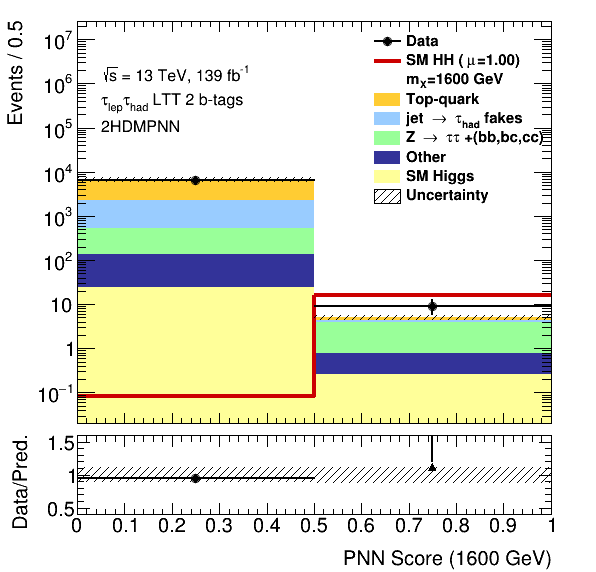 Events / 0.5
10⁷
10⁶
10⁵
10⁴
10³
10²
10
1
10⁻¹
√s = 13 TeV, 139 fb⁻¹
τlepτhad LTT 2 b-tags
2HDMPNN
Data
SM HH ( μ=1.00)
mX=1600 GeV
Top-quark
jet → τhad fakes
Z → ττ +(bb,bc,cc)
Other
SM Higgs
Uncertainty
Data/Pred.
1.5
1
0.5
0 0.1 0.2 0.3 0.4 0.5 0.6 0.7 0.8 0.9 1
PNN Score (1600 GeV)